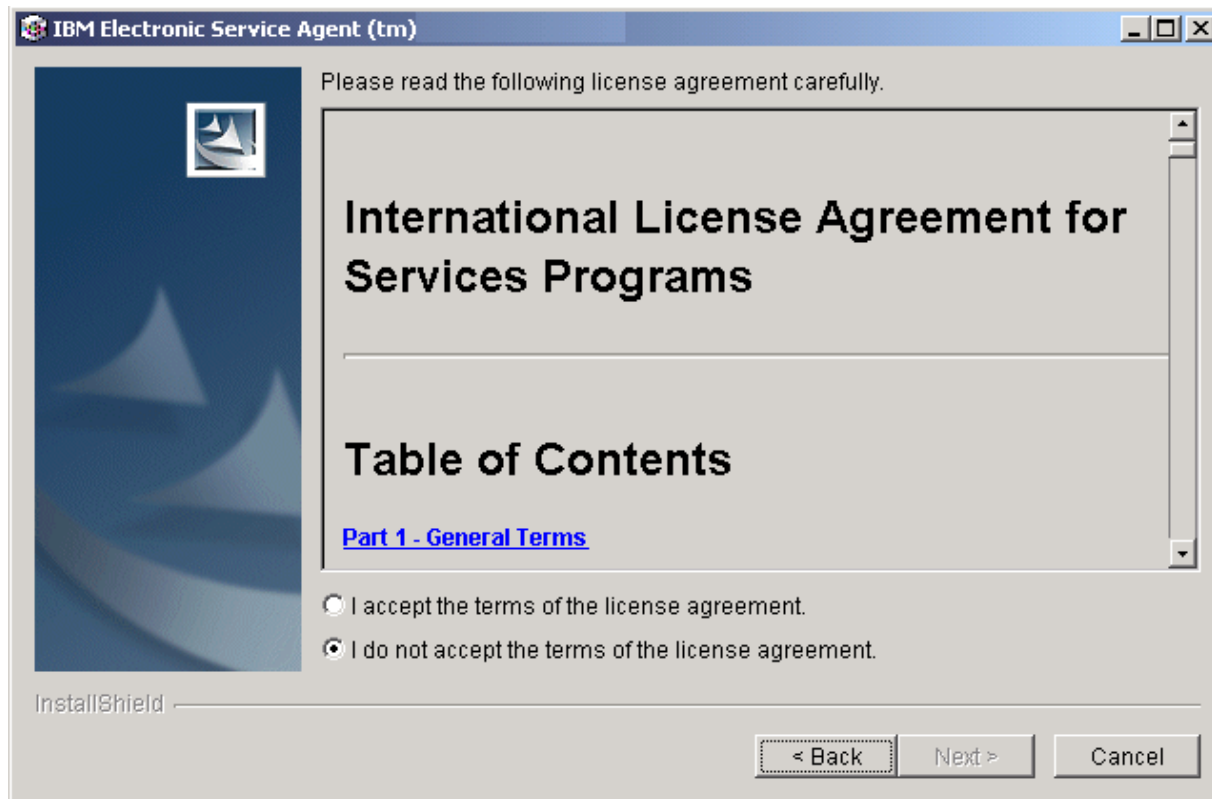 IBM Electronic Service Agent (tm)
Please read the following license agreement carefully.
International License Agreement for
Services Programs
Table of Contents
Part 1 - General Terms
I accept the terms of the license agreement.
I do not accept the terms of the license agreement.
InstallShield
< Back
Next >
Cancel